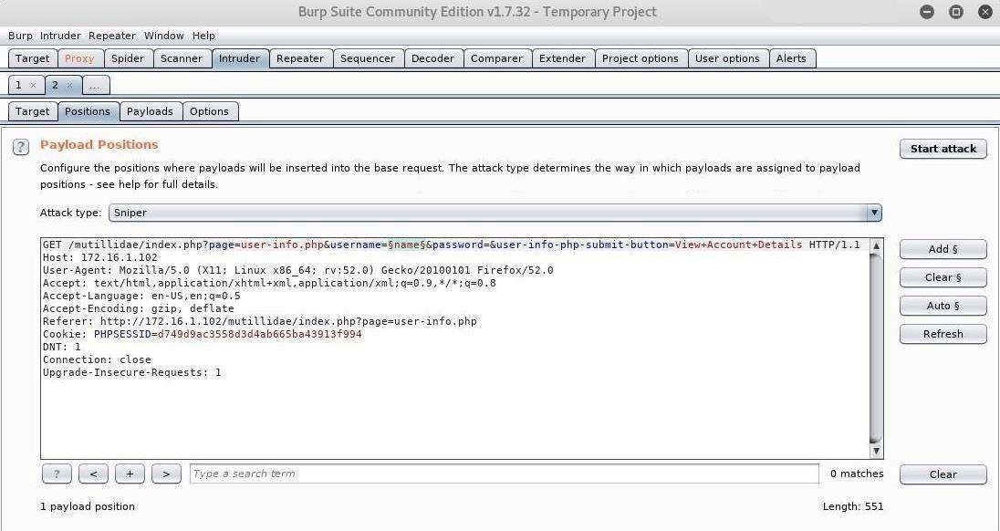 Burp Suite Community Edition v1.7.32 - Temporary Project
Burp Intruder Repeater Window Help
Target Proxy Spider Scanner Intruder Repeater Sequencer Decoder Comparer Extender Project options User options Alerts
1 × 2 × ...
Target Positions Payloads Options
? Payload Positions
Start attack
Configure the positions where payloads will be inserted into the base request. The attack type determines the way in which payloads are assigned to payload
positions - see help for full details.
Attack type: Sniper
GET /mutillidae/index.php?page=user-info.php&username=§name§&password=&user-info-php-submit-button=View+Account+Details HTTP/1.1
Host: 172.16.1.102
User-Agent: Mozilla/5.0 (X11; Linux x86_64; rv:52.0) Gecko/20100101 Firefox/52.0
Accept: text/html,application/xhtml+xml,application/xml;q=0.9,*/*;q=0.8
Accept-Language: en-US,en;q=0.5
Accept-Encoding: gzip, deflate
Referer: http://172.16.1.102/mutillidae/index.php?page=user-info.php
Cookie: PHPSESSID=d749d9ac3558d3d4ab665ba43913f994
DNT: 1
Connection: close
Upgrade-Insecure-Requests: 1
Add §
Clear §
Auto §
Refresh
? < + > Type a search term 0 matches Clear
1 payload position Length: 551